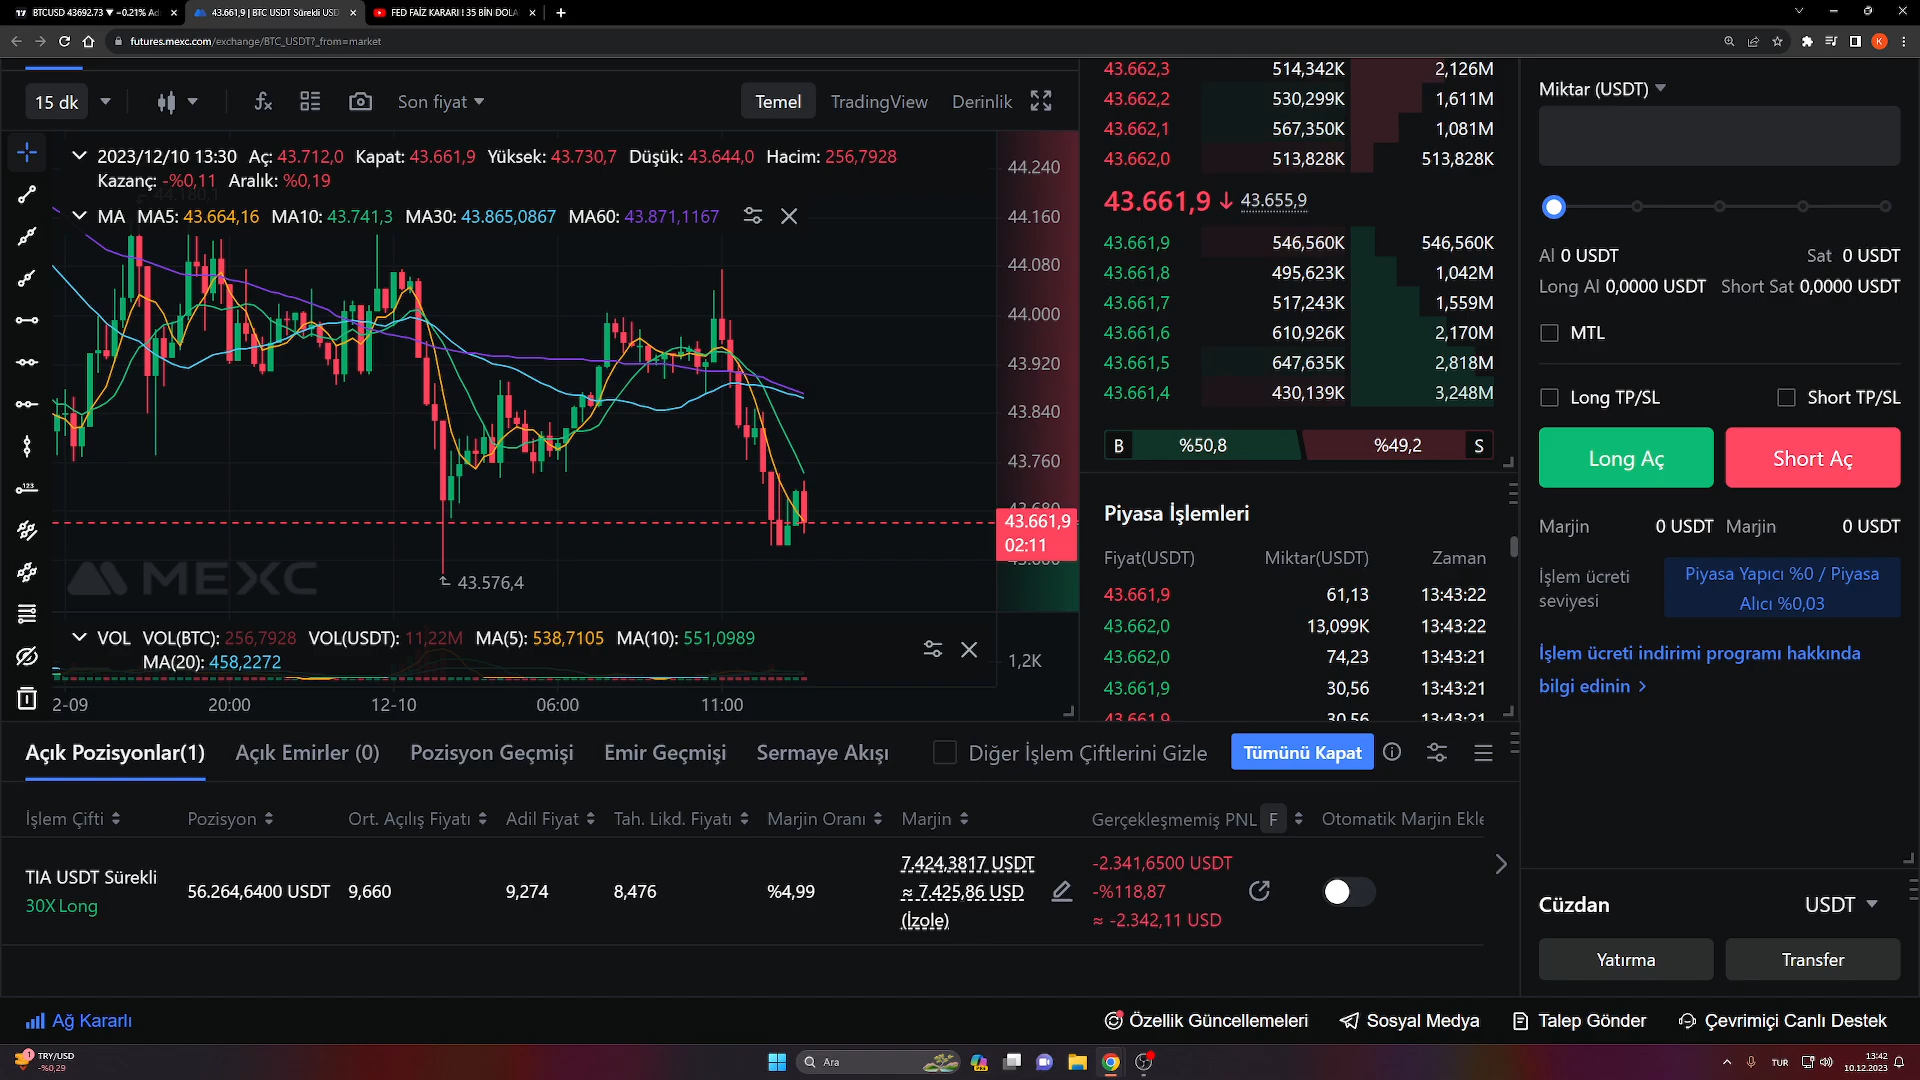 BTCUSD 43692.73 ▼ −0.21% Ad
43.661,9 | BTC USDT Sürekli USD
FED FAİZ KARARI ! 35 BİN DOLA
futures.mexc.com/exchange/BTC_USDT?_from=market
K
15 dk
Son fiyat
Temel
TradingView
Derinlik
2023/12/10 13:30 Aç: 43.712,0 Kapat: 43.661,9 Yüksek: 43.730,7 Düşük: 43.644,0 Hacim: 256,7928
Kazanç: -%0,11 Aralık: %0,19
44.180,1
MA MA5: 43.664,16 MA10: 43.741,3 MA30: 43.865,0867 MA60: 43.871,1167
44.240
44.160
44.080
44.000
43.920
43.840
43.760
43.680
43.661,9
02:11
43.600
43.576,4
MEXC
123
VOL VOL(BTC): 256,7928 VOL(USDT): 11,22M MA(5): 538,7105 MA(10): 551,0989
MA(20): 458,2272
1,2K
2-09 20:00 12-10 06:00 11:00
43.662,3 514,342K 2,126M
43.662,2 530,299K 1,611M
43.662,1 567,350K 1,081M
43.662,0 513,828K 513,828K
43.661,9 ↓ 43.655,9
43.661,9 546,560K 546,560K
43.661,8 495,623K 1,042M
43.661,7 517,243K 1,559M
43.661,6 610,926K 2,170M
43.661,5 647,635K 2,818M
43.661,4 430,139K 3,248M
B %50,8 %49,2 S
Piyasa İşlemleri
Fiyat(USDT) Miktar(USDT) Zaman
43.661,9 61,13 13:43:22
43.662,0 13,099K 13:43:22
43.662,0 74,23 13:43:21
43.661,9 30,56 13:43:21
43.661,9 30,56 13:43:21
Miktar (USDT)
Al 0 USDT Sat 0 USDT
Long Al 0,0000 USDT Short Sat 0,0000 USDT
MTL
Long TP/SL Short TP/SL
Long Aç Short Aç
Marjin 0 USDT Marjin 0 USDT
İşlem ücreti
seviyesi
Piyasa Yapıcı %0 / Piyasa
Alıcı %0,03
İşlem ücreti indirimi programı hakkında
bilgi edinin >
Açık Pozisyonlar(1) Açık Emirler (0) Pozisyon Geçmişi Emir Geçmişi Sermaye Akışı Diğer İşlem Çiftlerini Gizle Tümünü Kapat
İşlem Çifti Pozisyon Ort. Açılış Fiyatı Adil Fiyat Tah. Likd. Fiyatı Marjin Oranı Marjin Gerçekleşmemiş PNL F Otomatik Marjin Ekle
TIA USDT Sürekli
30X Long
56.264,6400 USDT 9,660 9,274 8,476 %4,99
7.424,3817 USDT
≈ 7.425,86 USD
(İzole)
-2.341,6500 USDT
-%118,87
≈ -2.342,11 USD
Cüzdan USDT
Yatırma Transfer
Ağ Kararlı
Özellik Güncellemeleri Sosyal Medya Talep Gönder Çevrimiçi Canlı Destek
1
TRY/USD
-%0,29
Ara
TUR
13:42
10.12.2023